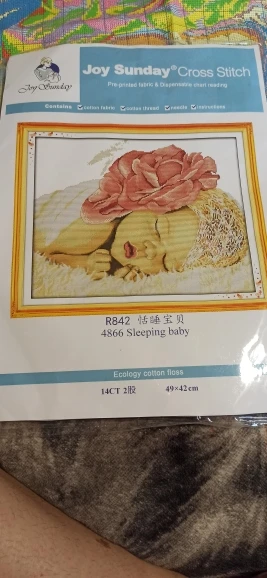 Joy Sunday® Cross Stitch
Pre-printed fabric & Dispensable chart reading
Joy Sunday
Contains ☑ cotton fabric ☑ cotton thread ☑ needle ☑ instructions
R842 恬睡宝贝
4866 Sleeping baby
Ecology cotton floss
14CT 2股 49×42cm